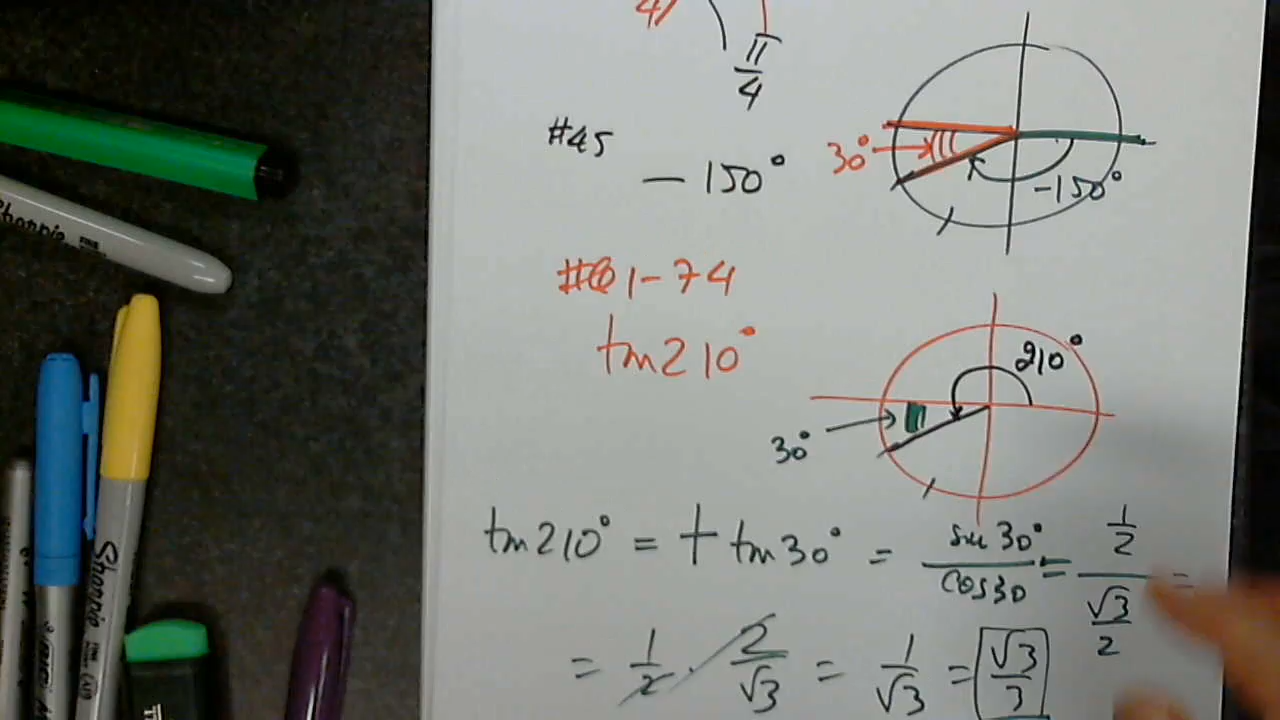 π/4
#45
- 150°
30°
-150°
#61-74
tan210°
210°
30°
tan210° = + tan30° = sin30°/cos30 = (1/2)/(√3/2) =
= 1/2 · 2/√3 = 1/√3 = √3/3
Sharpie
Sharpie